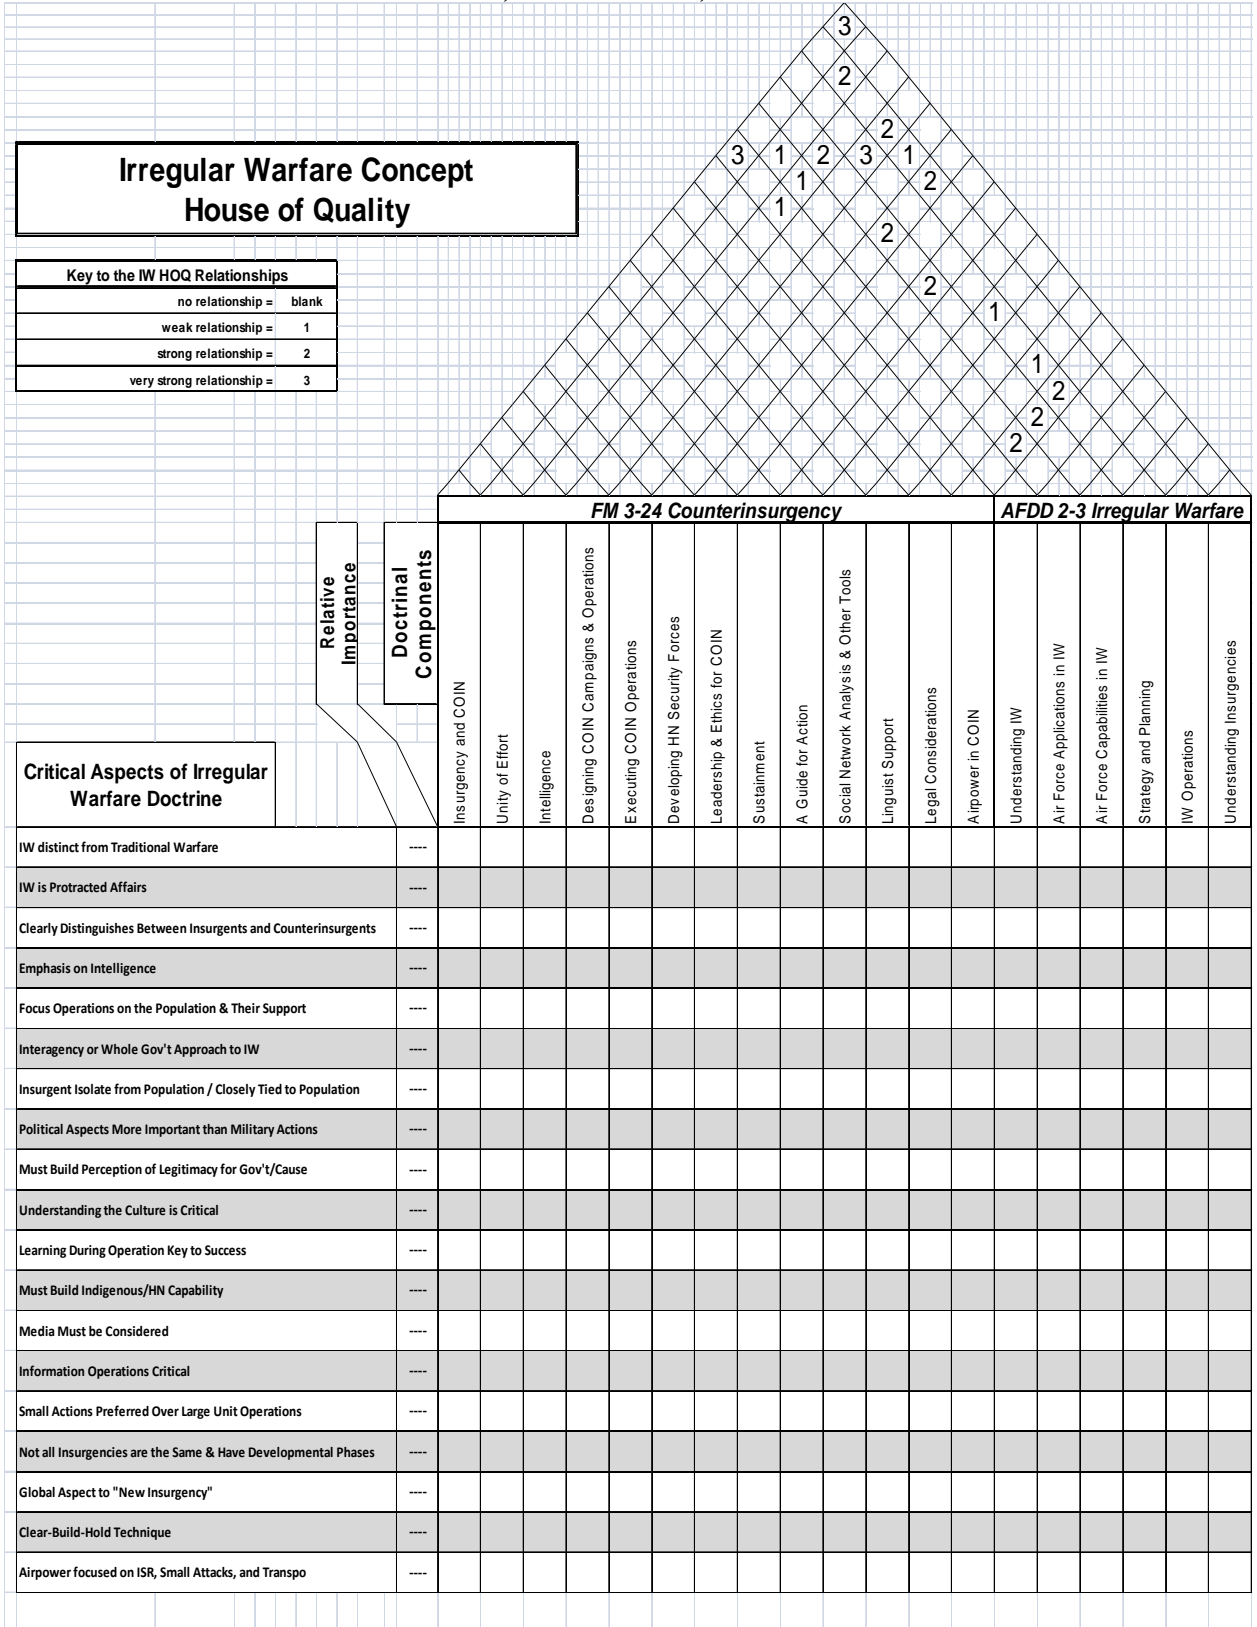 3
2
2
3 1 2 3 1
1 2
1
2
2
1
1
2
2
2
Irregular Warfare Concept
House of Quality
Key to the IW HOQ Relationships
no relationship = blank
weak relationship = 1
strong relationship = 2
very strong relationship = 3
FM 3-24 Counterinsurgency
AFDD 2-3 Irregular Warfare
Relative
Importance
Doctrinal
Components
Insurgency and COIN
Unity of Effort
Intelligence
Designing COIN Campaigns & Operations
Executing COIN Operations
Developing HN Security Forces
Leadership & Ethics for COIN
Sustainment
A Guide for Action
Social Network Analysis & Other Tools
Linguist Support
Legal Considerations
Airpower in COIN
Understanding IW
Air Force Applications in IW
Air Force Capabilities in IW
Strategy and Planning
IW Operations
Understanding Insurgencies
Critical Aspects of Irregular
Warfare Doctrine
IW distinct from Traditional Warfare ----
IW is Protracted Affairs ----
Clearly Distinguishes Between Insurgents and Counterinsurgents ----
Emphasis on Intelligence ----
Focus Operations on the Population & Their Support ----
Interagency or Whole Gov't Approach to IW ----
Insurgent Isolate from Population / Closely Tied to Population ----
Political Aspects More Important than Military Actions ----
Must Build Perception of Legitimacy for Gov't/Cause ----
Understanding the Culture is Critical ----
Learning During Operation Key to Success ----
Must Build Indigenous/HN Capability ----
Media Must be Considered ----
Information Operations Critical ----
Small Actions Preferred Over Large Unit Operations ----
Not all Insurgencies are the Same & Have Developmental Phases ----
Global Aspect to "New Insurgency" ----
Clear-Build-Hold Technique ----
Airpower focused on ISR, Small Attacks, and Transpo ----